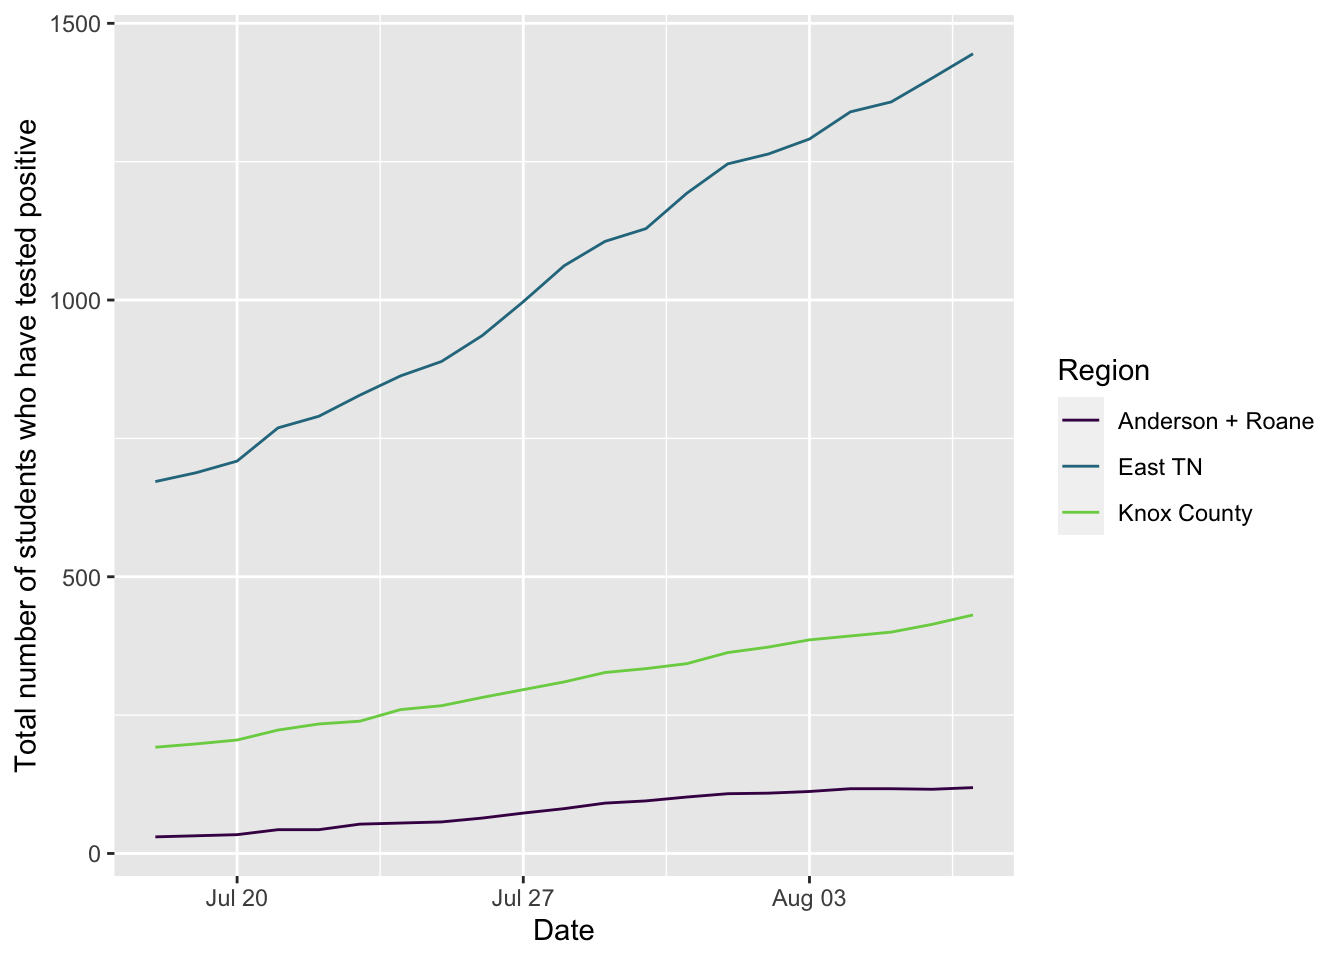 1500
1000
500
0
Total number of students who have tested positive
Jul 20
Jul 27
Aug 03
Date
Region
Anderson + Roane
East TN
Knox County